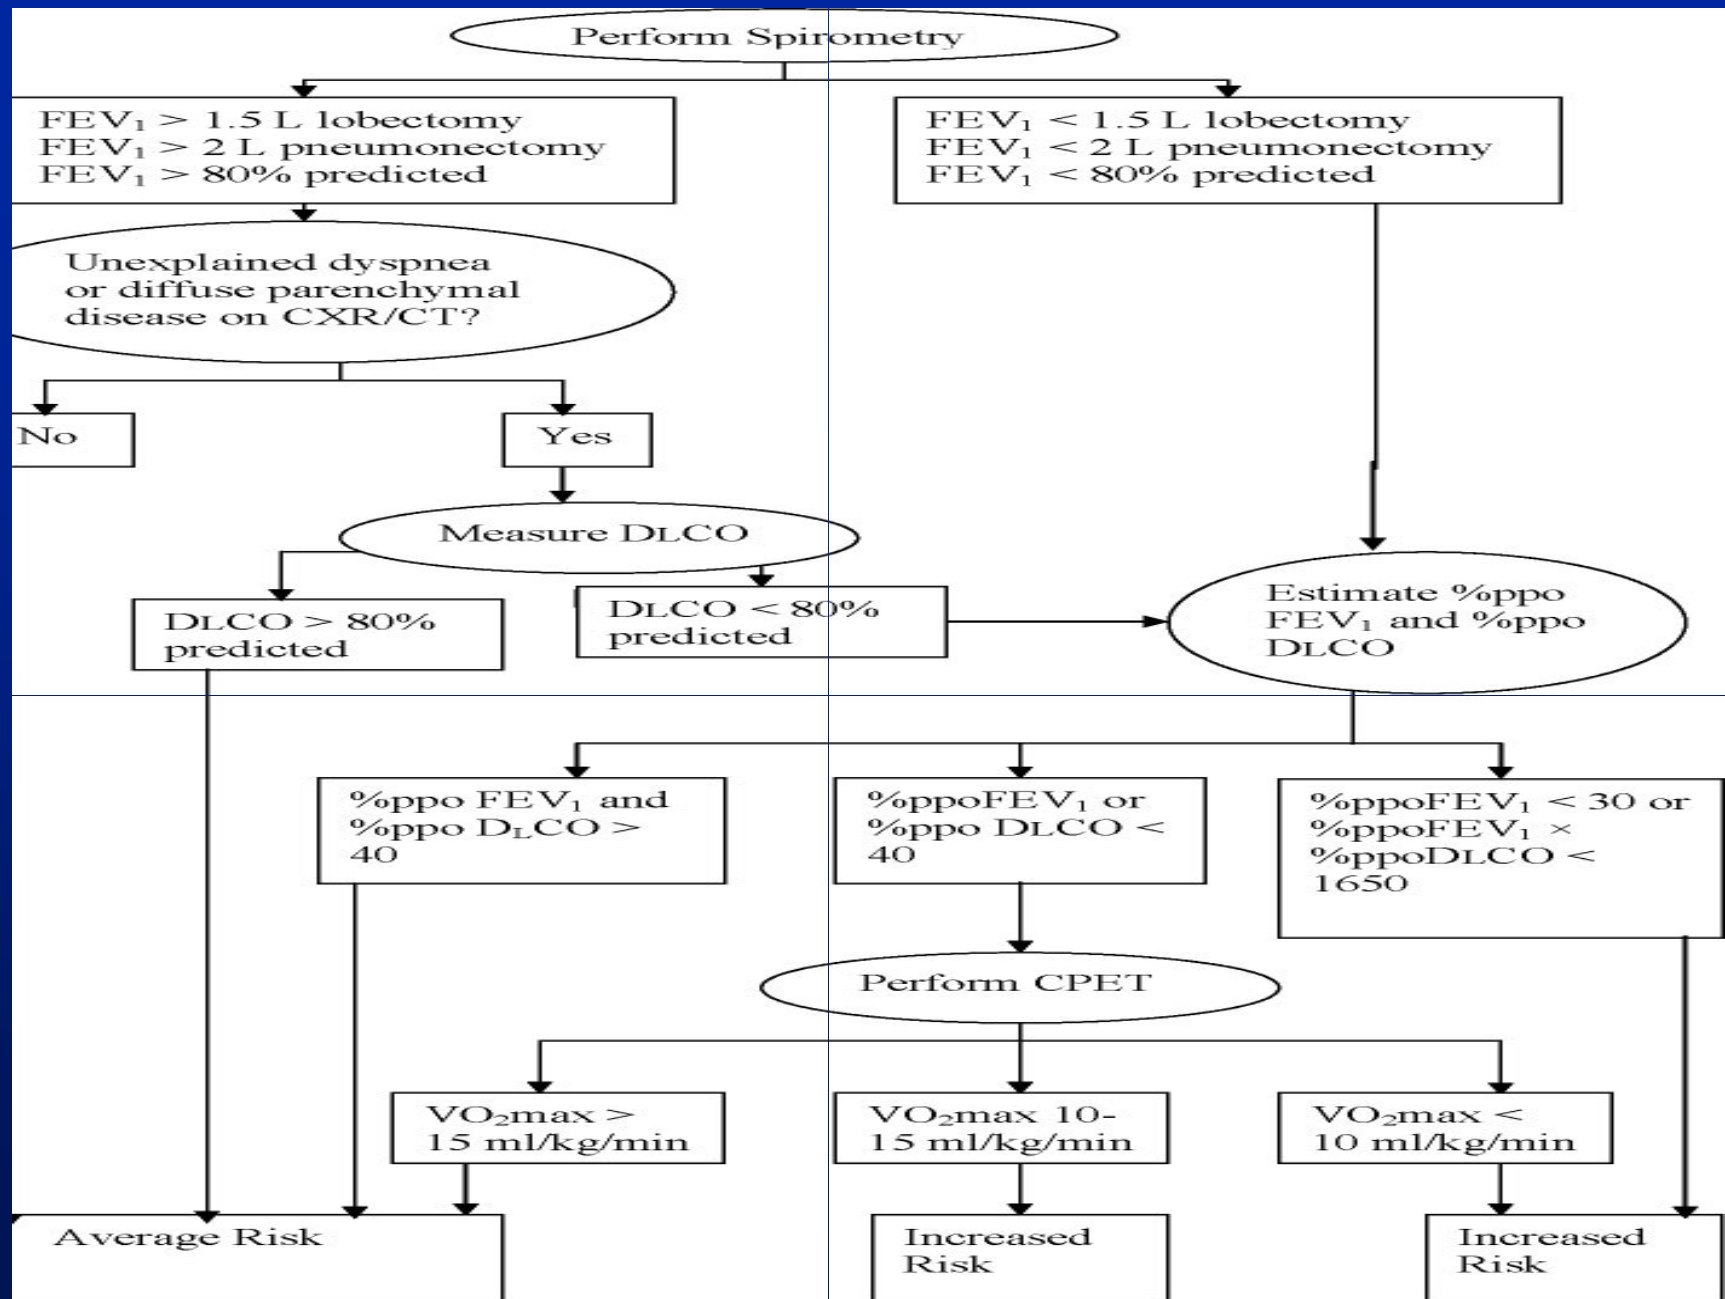 Perform Spirometry
FEV₁ > 1.5 L lobectomy
FEV₁ > 2 L pneumonectomy
FEV₁ > 80% predicted
FEV₁ < 1.5 L lobectomy
FEV₁ < 2 L pneumonectomy
FEV₁ < 80% predicted
Unexplained dyspnea
or diffuse parenchymal
disease on CXR/CT?
No
Yes
Measure DLCO
DLCO > 80%
predicted
DLCO < 80%
predicted
Estimate %ppo
FEV₁ and %ppo
DLCO
%ppo FEV₁ and
%ppo DLCO >
40
%ppoFEV₁ or
%ppo DLCO <
40
%ppoFEV₁ < 30 or
%ppoFEV₁ ×
%ppoDLCO <
1650
Perform CPET
VO₂max >
15 ml/kg/min
VO₂max 10-
15 ml/kg/min
VO₂max <
10 ml/kg/min
Average Risk
Increased
Risk
Increased
Risk